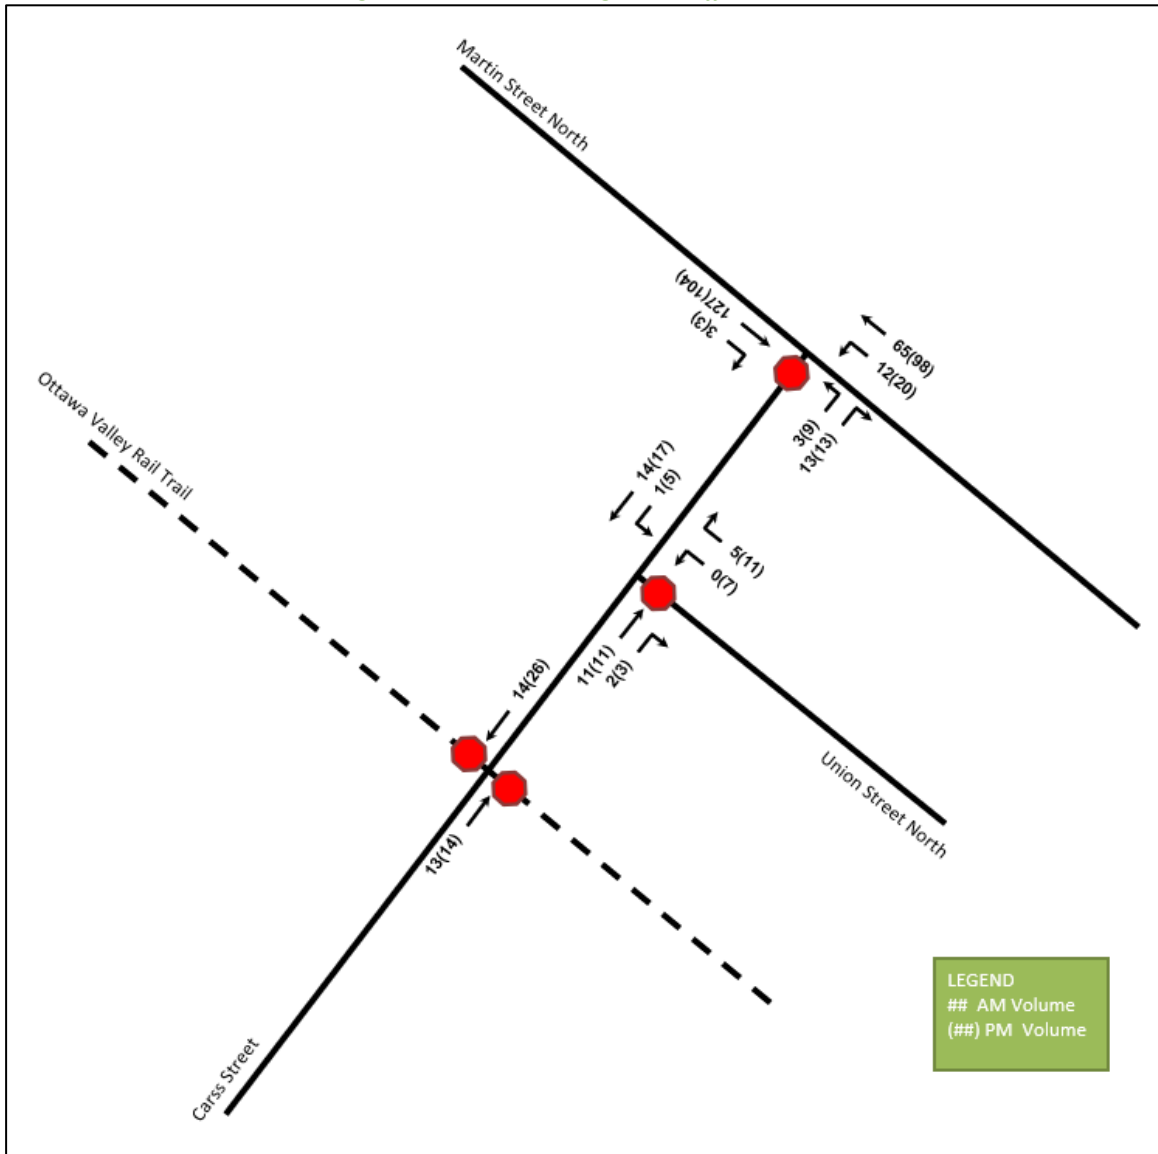 Martin Street North
127(104)
3(3)
65(98)
12(20)
3(9)
13(13)
Ottawa Valley Rail Trail
14(17)
1(5)
5(11)
0(7)
11(11)
2(3)
14(26)
13(14)
Union Street North
Carss Street
LEGEND
## AM Volume
(##) PM Volume